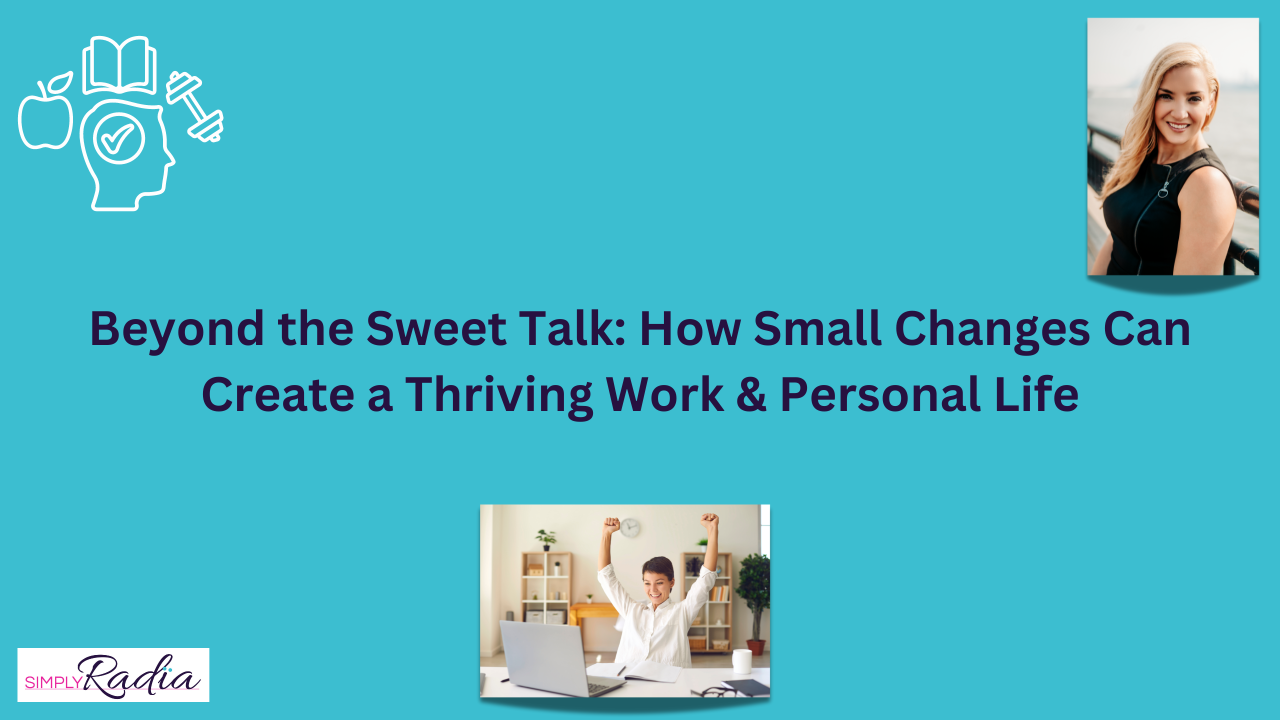 Beyond the Sweet Talk: How Small Changes Can
Create a Thriving Work & Personal Life
SIMPLY Radia